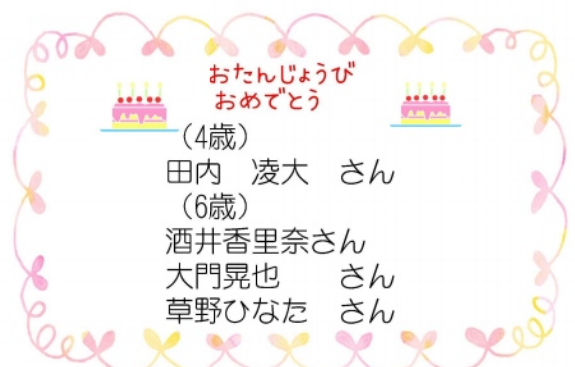 おたんじょうび
おめでとう
（4歳）
田内　凌大　さん
（6歳）
酒井香里奈さん
大門晃也　　さん
草野ひなた　さん